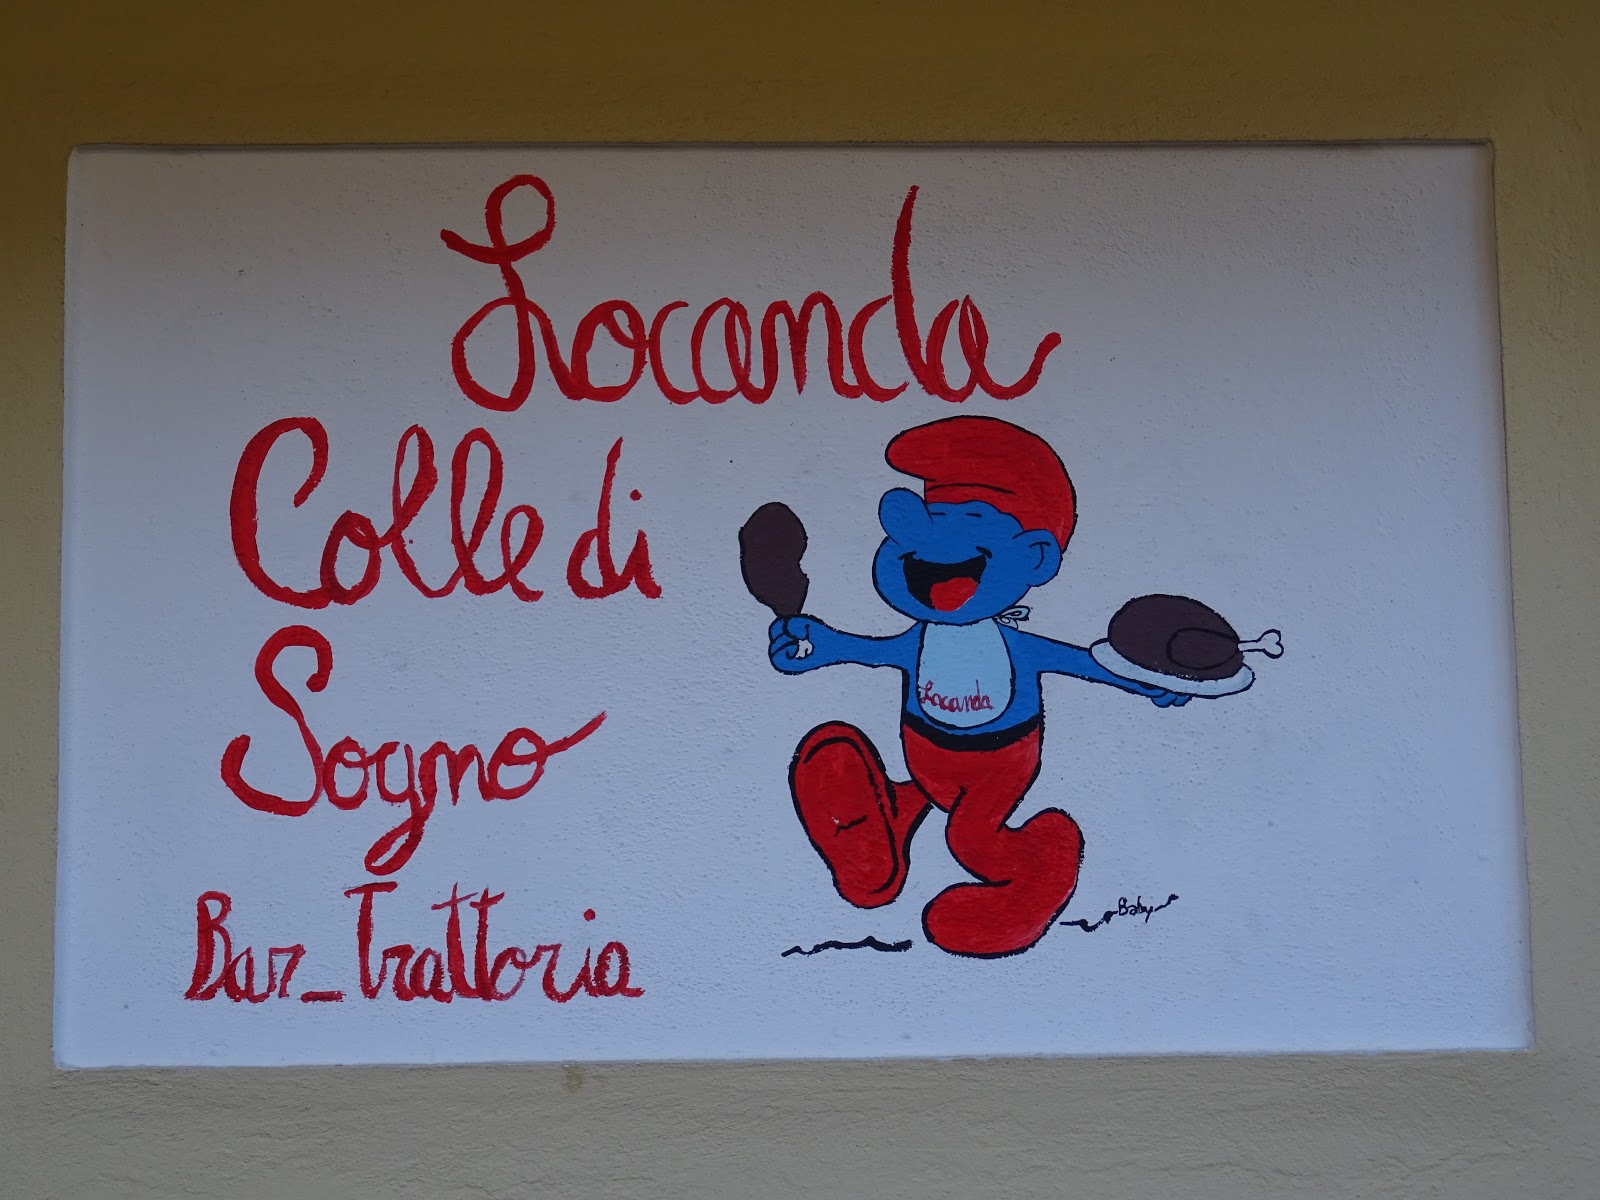 Locanda
Colle di
Sogno
Bar_Trattoria
Locanda
Baby